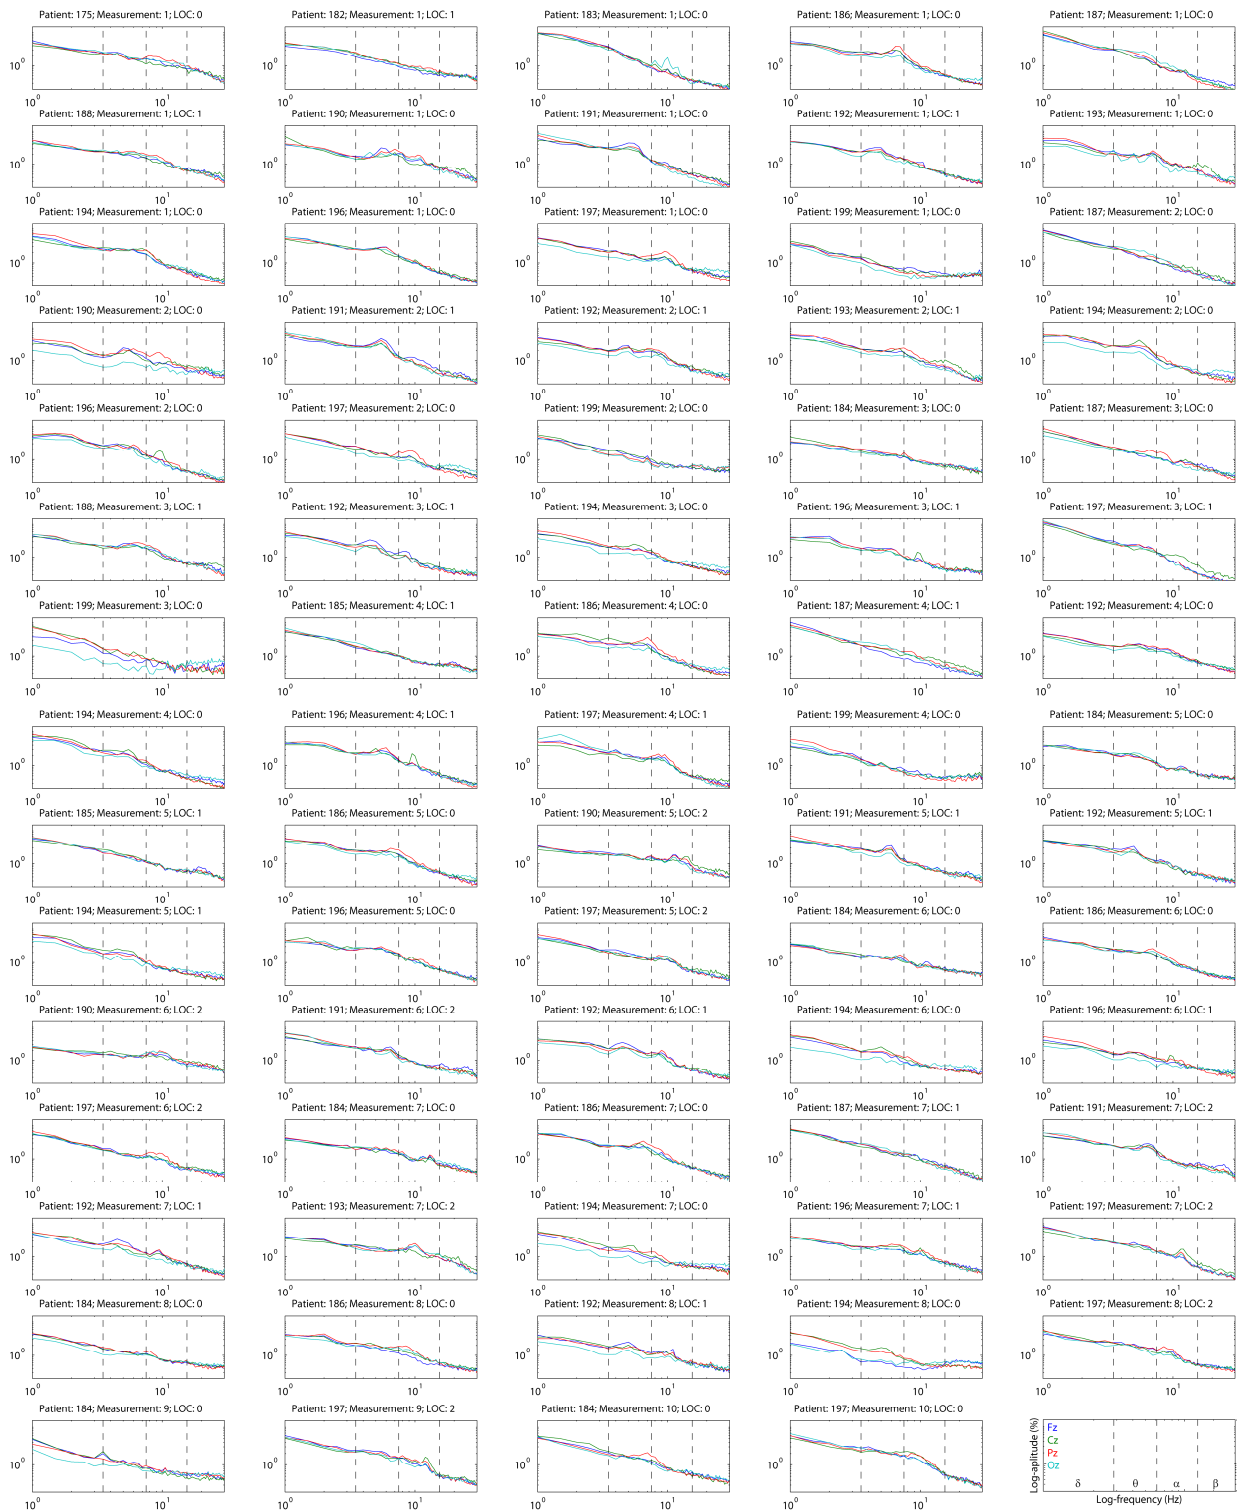 Patient: 175; Measurement: 1; LOC: 0
Patient: 182; Measurement: 1; LOC: 1
Patient: 183; Measurement: 1; LOC: 0
Patient: 186; Measurement: 1; LOC: 0
Patient: 187; Measurement: 1; LOC: 0
Patient: 188; Measurement: 1; LOC: 1
Patient: 190; Measurement: 1; LOC: 0
Patient: 191; Measurement: 1; LOC: 0
Patient: 192; Measurement: 1; LOC: 1
Patient: 193; Measurement: 1; LOC: 0
Patient: 194; Measurement: 1; LOC: 0
Patient: 196; Measurement: 1; LOC: 0
Patient: 197; Measurement: 1; LOC: 0
Patient: 199; Measurement: 1; LOC: 0
Patient: 187; Measurement: 2; LOC: 0
Patient: 190; Measurement: 2; LOC: 0
Patient: 191; Measurement: 2; LOC: 1
Patient: 192; Measurement: 2; LOC: 1
Patient: 193; Measurement: 2; LOC: 1
Patient: 194; Measurement: 2; LOC: 0
Patient: 196; Measurement: 2; LOC: 0
Patient: 197; Measurement: 2; LOC: 0
Patient: 199; Measurement: 2; LOC: 0
Patient: 184; Measurement: 3; LOC: 0
Patient: 187; Measurement: 3; LOC: 0
Patient: 188; Measurement: 3; LOC: 1
Patient: 192; Measurement: 3; LOC: 1
Patient: 194; Measurement: 3; LOC: 0
Patient: 196; Measurement: 3; LOC: 1
Patient: 197; Measurement: 3; LOC: 1
Patient: 199; Measurement: 3; LOC: 0
Patient: 185; Measurement: 4; LOC: 1
Patient: 186; Measurement: 4; LOC: 0
Patient: 187; Measurement: 4; LOC: 1
Patient: 192; Measurement: 4; LOC: 0
Patient: 194; Measurement: 4; LOC: 0
Patient: 196; Measurement: 4; LOC: 1
Patient: 197; Measurement: 4; LOC: 1
Patient: 199; Measurement: 4; LOC: 0
Patient: 184; Measurement: 5; LOC: 0
Patient: 185; Measurement: 5; LOC: 1
Patient: 186; Measurement: 5; LOC: 0
Patient: 190; Measurement: 5; LOC: 2
Patient: 191; Measurement: 5; LOC: 1
Patient: 192; Measurement: 5; LOC: 1
Patient: 194; Measurement: 5; LOC: 1
Patient: 196; Measurement: 5; LOC: 0
Patient: 197; Measurement: 5; LOC: 2
Patient: 184; Measurement: 6; LOC: 0
Patient: 186; Measurement: 6; LOC: 0
Patient: 190; Measurement: 6; LOC: 2
Patient: 191; Measurement: 6; LOC: 2
Patient: 192; Measurement: 6; LOC: 1
Patient: 194; Measurement: 6; LOC: 0
Patient: 196; Measurement: 6; LOC: 1
Patient: 197; Measurement: 6; LOC: 2
Patient: 184; Measurement: 7; LOC: 0
Patient: 186; Measurement: 7; LOC: 0
Patient: 187; Measurement: 7; LOC: 1
Patient: 191; Measurement: 7; LOC: 2
Patient: 192; Measurement: 7; LOC: 1
Patient: 193; Measurement: 7; LOC: 2
Patient: 194; Measurement: 7; LOC: 0
Patient: 196; Measurement: 7; LOC: 1
Patient: 197; Measurement: 7; LOC: 2
Patient: 184; Measurement: 8; LOC: 0
Patient: 186; Measurement: 8; LOC: 0
Patient: 192; Measurement: 8; LOC: 1
Patient: 194; Measurement: 8; LOC: 0
Patient: 197; Measurement: 8; LOC: 2
Patient: 184; Measurement: 9; LOC: 0
Patient: 197; Measurement: 9; LOC: 2
Patient: 184; Measurement: 10; LOC: 0
Patient: 197; Measurement: 10; LOC: 0
Log-aplitude (%)
Fz
Cz
Pz
Oz
δ θ α β
Log-frequency (Hz)